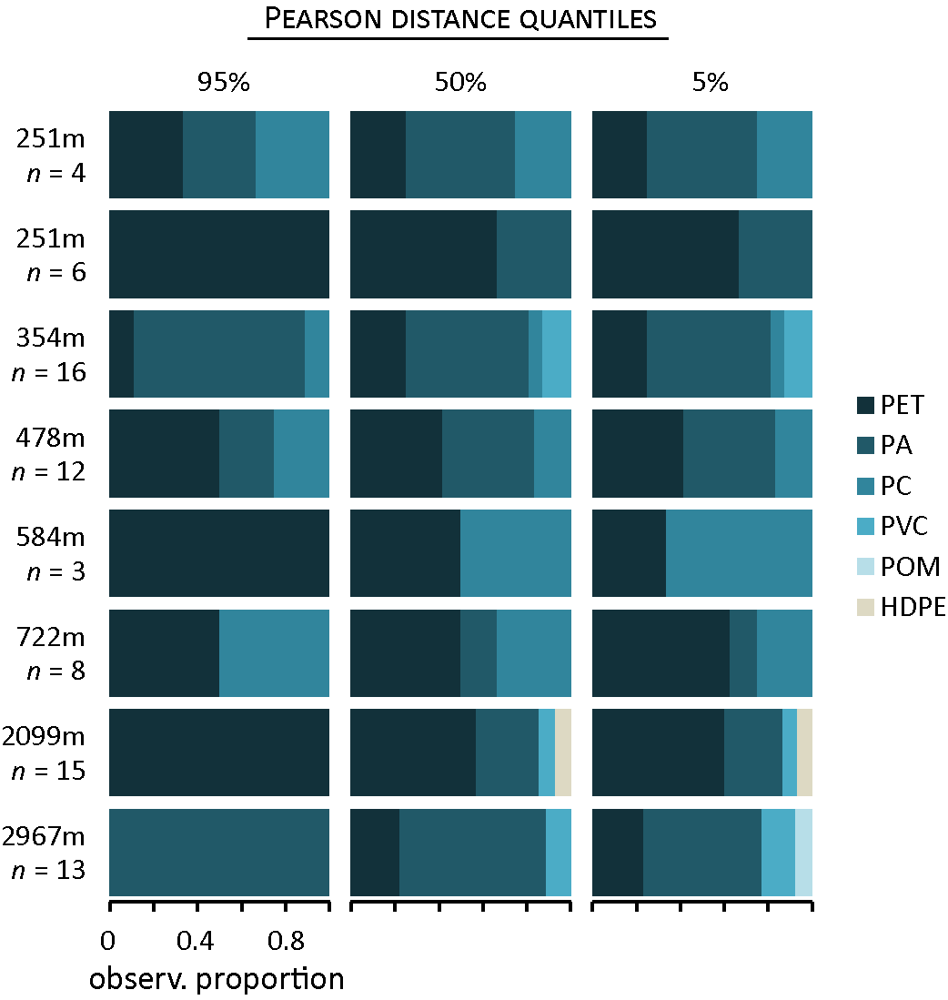 PEARSON DISTANCE QUANTILES
95% 50% 5%
251m
n = 4
251m
n = 6
354m
n = 16
478m
n = 12
584m
n = 3
722m
n = 8
2099m
n = 15
2967m
n = 13
PET
PA
PC
PVC
POM
HDPE
0 0.4 0.8
observ. proportion